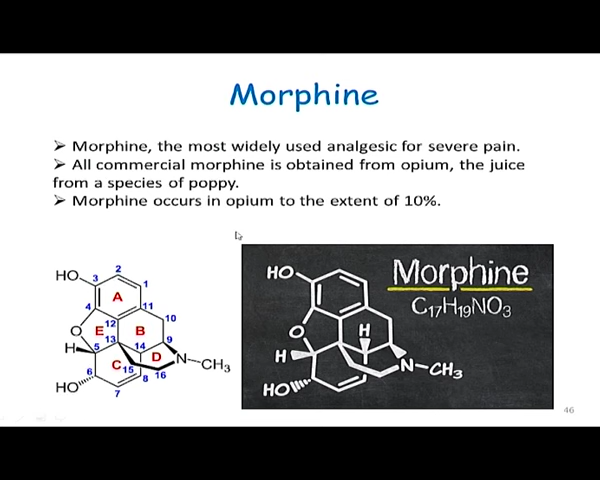 Morphine
➢ Morphine, the most widely used analgesic for severe pain.
➢ All commercial morphine is obtained from opium, the juice
from a species of poppy.
➢ Morphine occurs in opium to the extent of 10%.
HO 3 2 1
A
4 11
12 10
O E B
13 9
H 5 14 D N CH3
C 15
6 16
HO 8
7
HO
Morphine
C17H19NO3
O H
H
N CH3
HO
46